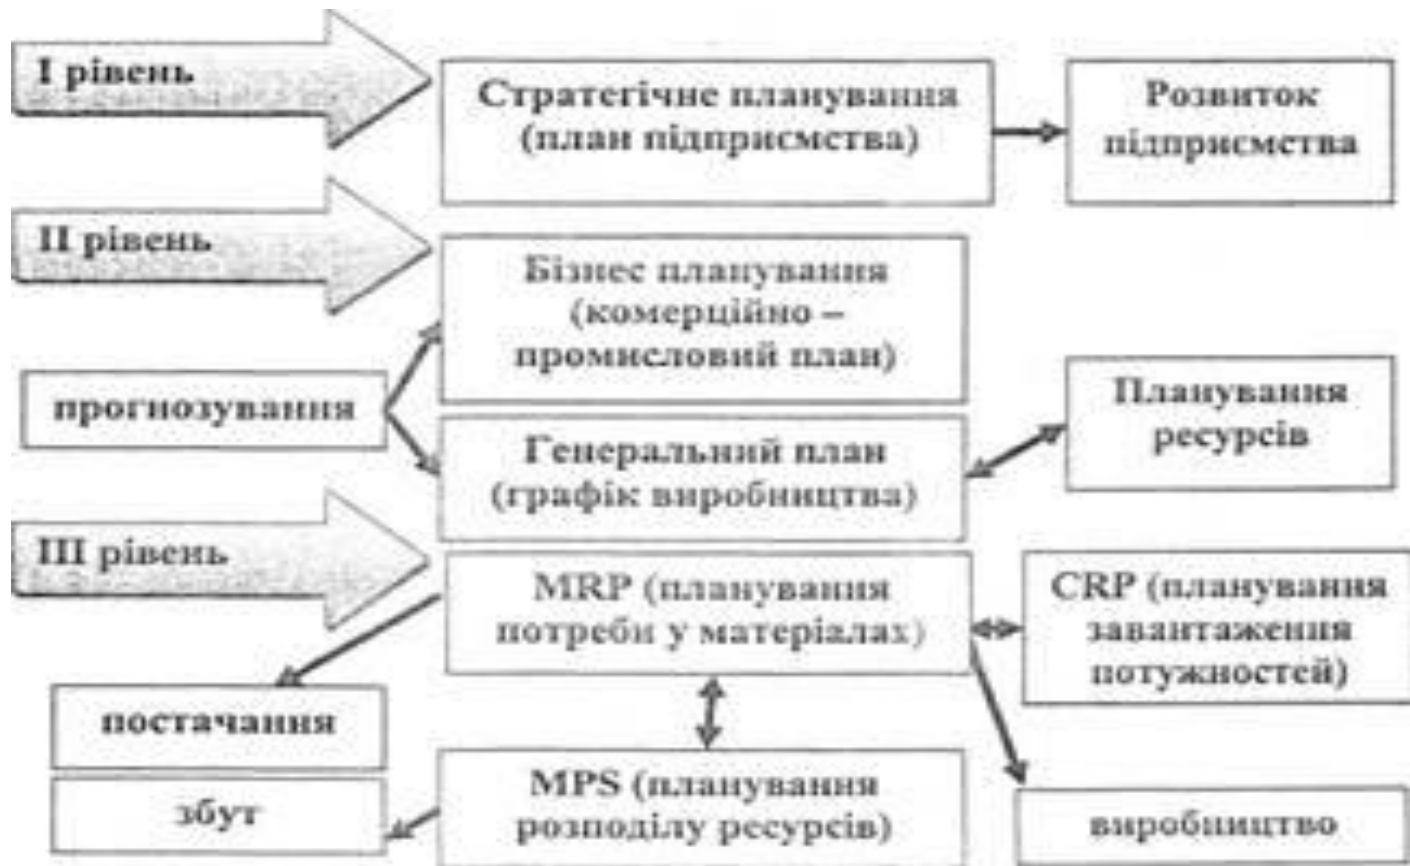 I рівень
Стратегічне планування
(план підприємства)
Розвиток
підприємства
II рівень
Бізнес планування
(комерційно –
промисловий план)
прогнозування
Генеральний план
(графік виробництва)
Планування
ресурсів
III рівень
MRP (планування
потреби у матеріалах)
CRP (планування
завантаження
потужностей)
постачання
збут
MPS (планування
розподілу ресурсів)
виробництво